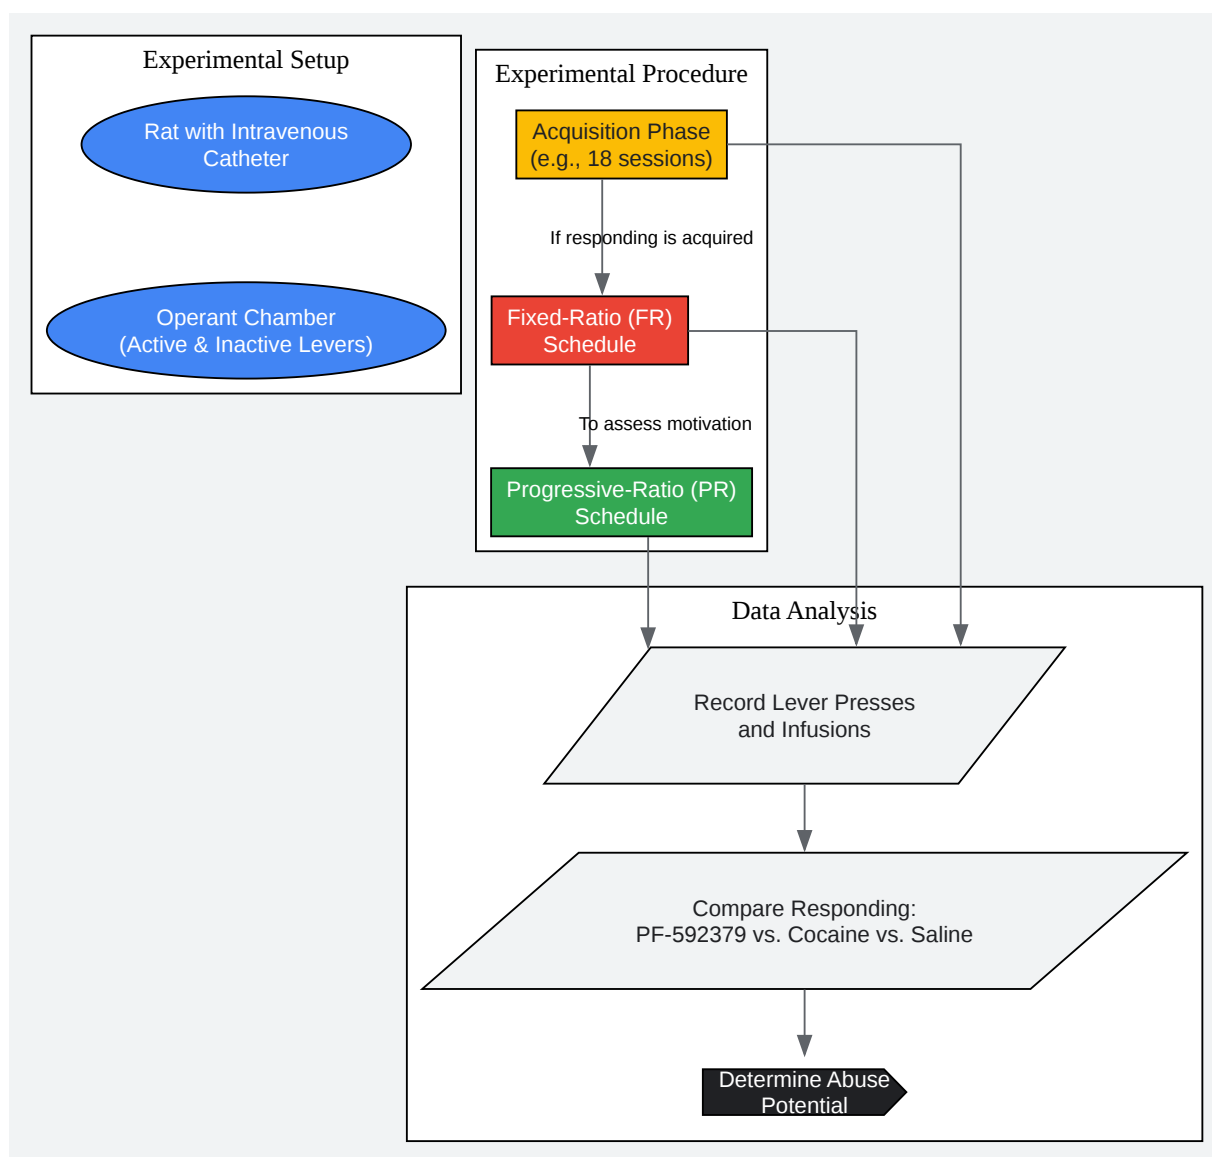 Experimental Setup
Rat with Intravenous
Catheter
Operant Chamber
(Active & Inactive Levers)
Experimental Procedure
Acquisition Phase
(e.g., 18 sessions)
If responding is acquired
Fixed-Ratio (FR)
Schedule
To assess motivation
Progressive-Ratio (PR)
Schedule
Data Analysis
Record Lever Presses
and Infusions
Compare Responding:
PF-592379 vs. Cocaine vs. Saline
Determine Abuse
Potential